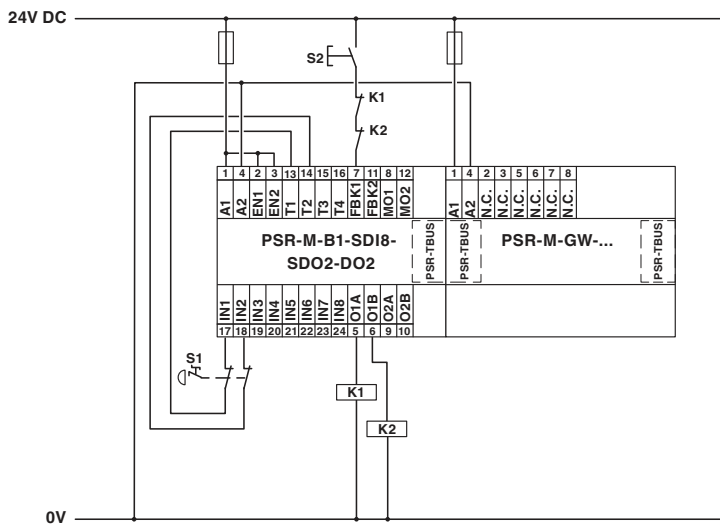 24V DC
S2
K1
K2
1 4 2 3 13 14 15 16 7 11 8 12
A1 A2 EN1 EN2 T1 T2 T3 T4 FBK1 FBK2 MO1 MO2
1 4 2 3 5 6 7 8
A1 A2 N.C. N.C. N.C. N.C. N.C. N.C.
PSR-M-B1-SDI8-
SDO2-DO2
PSR-TBUS
PSR-TBUS
PSR-M-GW-...
PSR-TBUS
IN1 IN2 IN3 IN4 IN5 IN6 IN7 IN8 O1A O1B O2A O2B
17 18 19 20 21 22 23 24 5 6 9 10
S1
K1
K2
0V